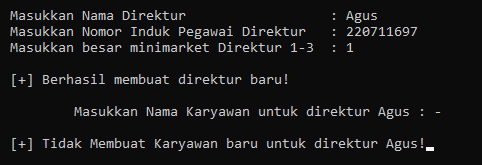 Masukkan Nama Direktur : Agus
Masukkan Nomor Induk Pegawai Direktur : 220711697
Masukkan besar minimarket Direktur 1-3 : 1
[+] Berhasil membuat direktur baru!
Masukkan Nama Karyawan untuk direktur Agus : -
[+] Tidak Membuat Karyawan baru untuk direktur Agus!